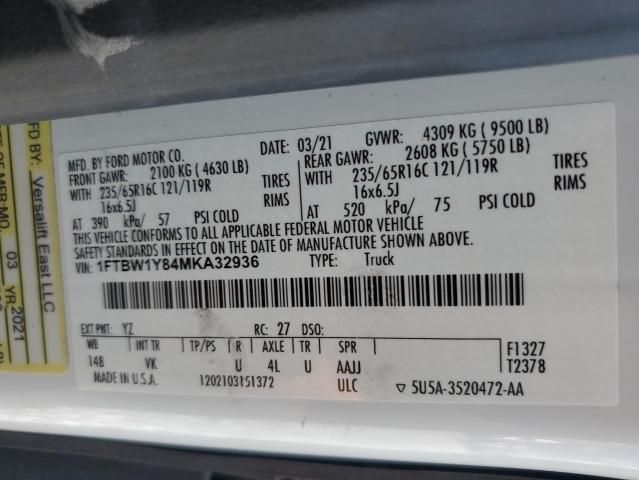 MFD. BY FORD MOTOR CO.
DATE: 03/21 GVWR: 4309 KG ( 9500 LB)
FRONT GAWR: 2100 KG ( 4630 LB) REAR GAWR: 2608 KG ( 5750 LB)
WITH 235/65R16C 121/119R TIRES WITH 235/65R16C 121/119R TIRES
16x6.5J RIMS 16x6.5J RIMS
AT 390 kPa/ 57 PSI COLD AT 520 kPa/ 75 PSI COLD
THIS VEHICLE CONFORMS TO ALL APPLICABLE FEDERAL MOTOR VEHICLE
SAFETY STANDARDS IN EFFECT ON THE DATE OF MANUFACTURE SHOWN ABOVE.
VIN: 1FTBW1Y84MKA32936 TYPE: Truck
EXT PNT: YZ RC: 27 DSO:
WB INT TR TP/PS R AXLE TR SPR F1327
148 VK U 4L U AAJJ T2378
MADE IN U.S.A. 1202103151372 ULC 5U5A-3520472-AA
BY: Versalift East LLC
OF MFR-MO. 03 YR. 2021